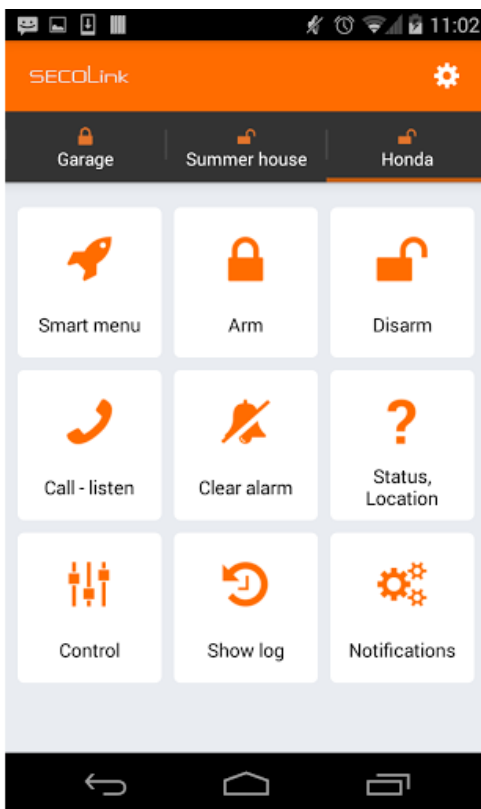 11:02
SECOLink
Garage
Summer house
Honda
Smart menu
Arm
Disarm
Call - listen
Clear alarm
Status,
Location
Control
Show log
Notifications